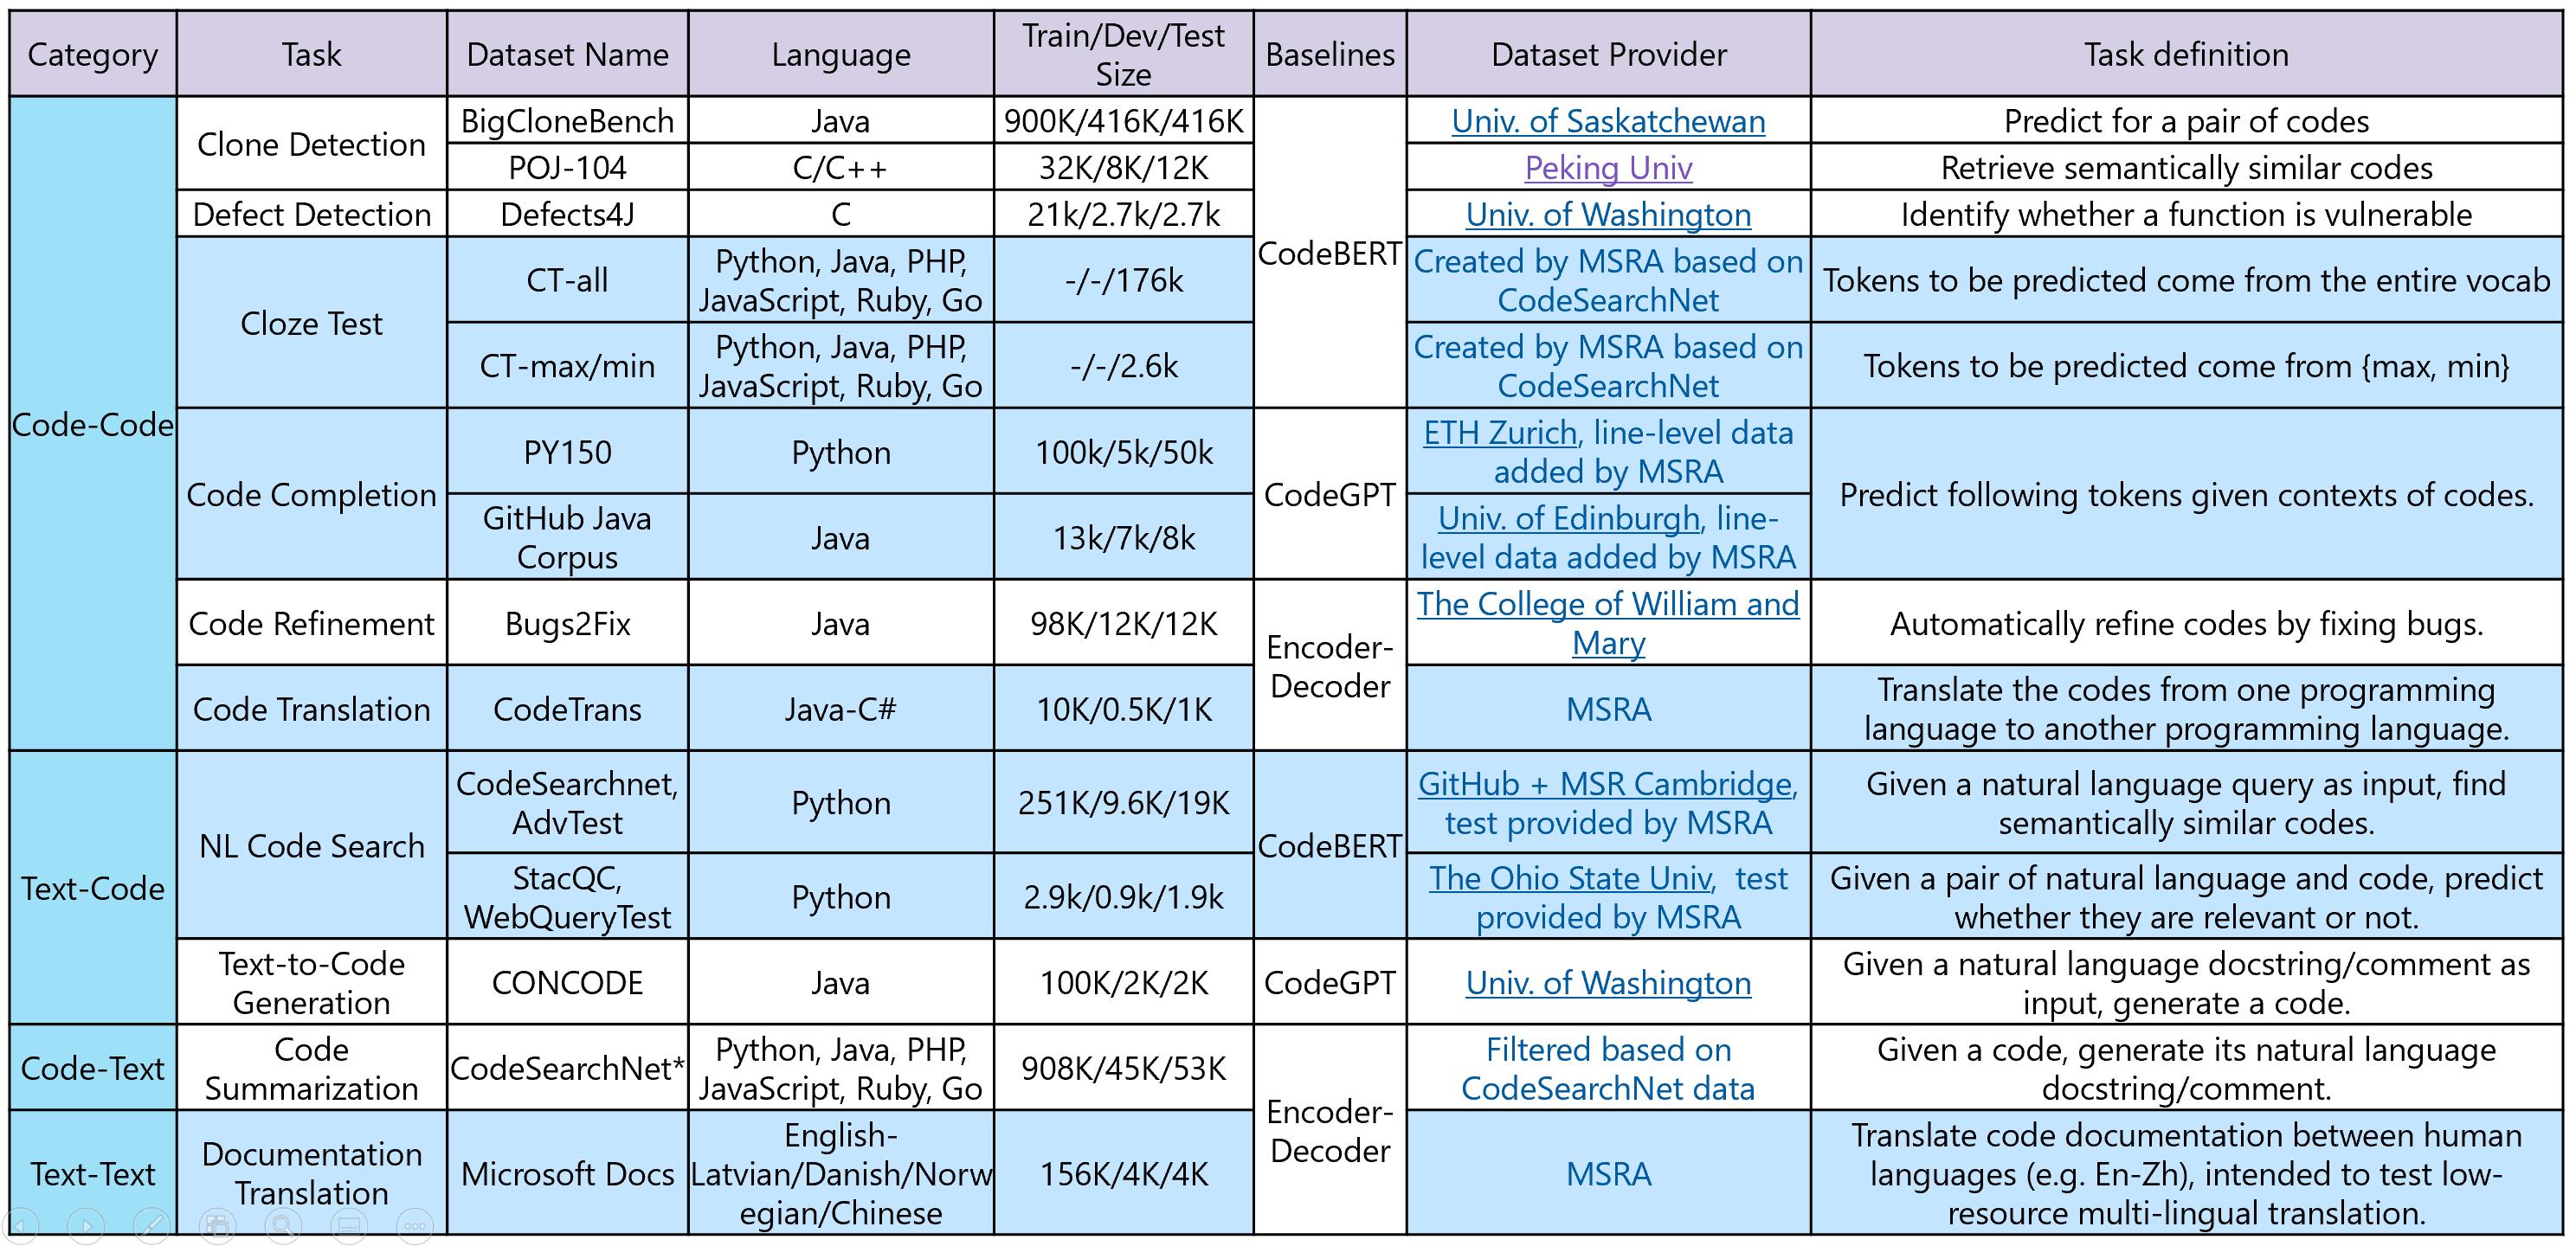 Category Task Dataset Name Language Train/Dev/Test Size Baselines Dataset Provider Task definition
Code-Code
Clone Detection
BigCloneBench Java 900K/416K/416K
CodeBERT
Univ. of Saskatchewan Predict for a pair of codes
POJ-104 C/C++ 32K/8K/12K Peking Univ Retrieve semantically similar codes
Defect Detection Defects4J C 21k/2.7k/2.7k Univ. of Washington Identify whether a function is vulnerable
Cloze Test
CT-all
Python, Java, PHP,
JavaScript, Ruby, Go
-/-/176k
Created by MSRA based on
CodeSearchNet
Tokens to be predicted come from the entire vocab
CT-max/min
Python, Java, PHP,
JavaScript, Ruby, Go
-/-/2.6k
Created by MSRA based on
CodeSearchNet
Tokens to be predicted come from {max, min}
Code Completion
PY150
Python
100k/5k/50k
CodeGPT
ETH Zurich, line-level data
added by MSRA
Predict following tokens given contexts of codes.
GitHub Java
Corpus
Java
13k/7k/8k
Univ. of Edinburgh, line-
level data added by MSRA
Code Refinement
Bugs2Fix
Java
98K/12K/12K
Encoder-
Decoder
The College of William and
Mary
Automatically refine codes by fixing bugs.
Code Translation
CodeTrans
Java-C#
10K/0.5K/1K
MSRA
Translate the codes from one programming
language to another programming language.
Text-Code
NL Code Search
CodeSearchnet,
AdvTest
Python
251K/9.6K/19K
CodeBERT
GitHub + MSR Cambridge,
test provided by MSRA
Given a natural language query as input, find
semantically similar codes.
StacQC,
WebQueryTest
Python
2.9k/0.9k/1.9k
The Ohio State Univ, test
provided by MSRA
Given a pair of natural language and code, predict
whether they are relevant or not.
Text-to-Code
Generation
CONCODE
Java
100K/2K/2K
CodeGPT
Univ. of Washington
Given a natural language docstring/comment as
input, generate a code.
Code-Text
Code
Summarization
CodeSearchNet*
Python, Java, PHP,
JavaScript, Ruby, Go
908K/45K/53K
Encoder-
Decoder
Filtered based on
CodeSearchNet data
Given a code, generate its natural language
docstring/comment.
Text-Text
Documentation
Translation
Microsoft Docs
English-
Latvian/Danish/Norw
egian/Chinese
156K/4K/4K
MSRA
Translate code documentation between human
languages (e.g. En-Zh), intended to test low-
resource multi-lingual translation.